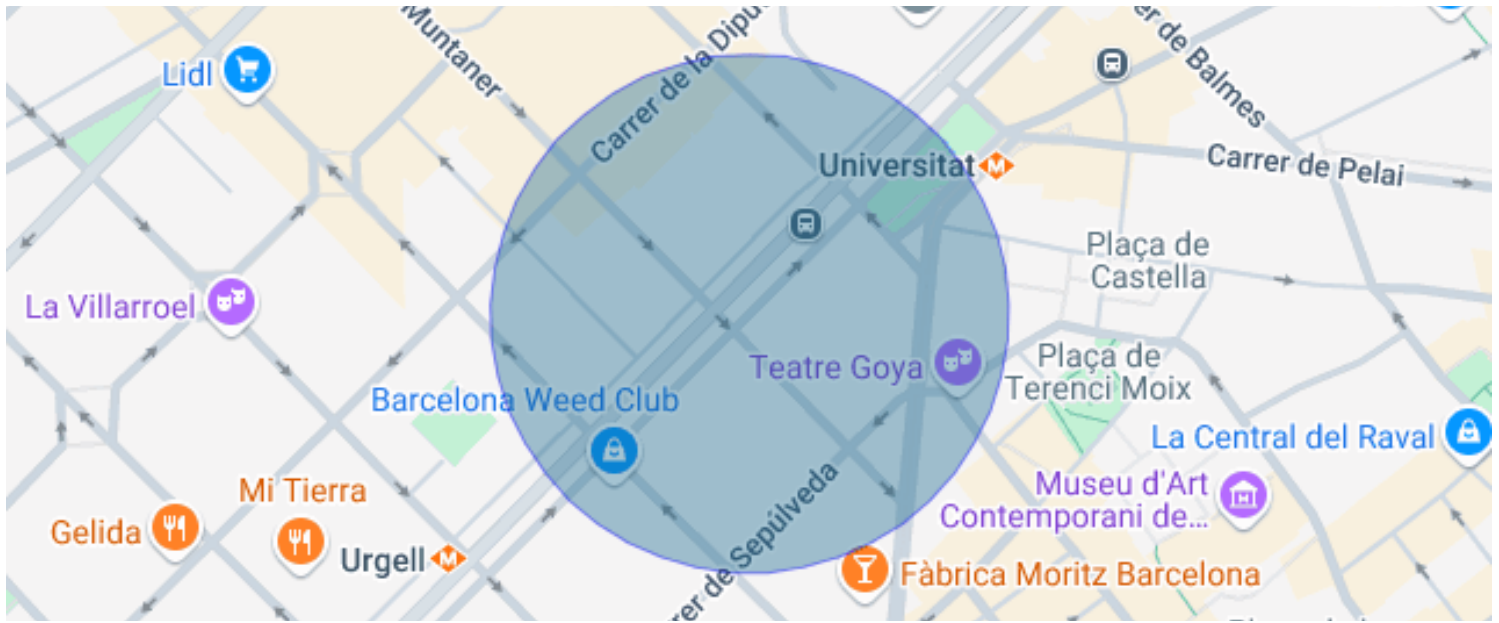 Muntaner
Carrer de la Dipu
er de Balmes
Lidl
Universitat
Carrer de Pelai
Plaça de
Castella
La Villarroel
Teatre Goya
Plaça de
Terenci Moix
Barcelona Weed Club
La Central del Raval
Mi Tierra
Museu d'Art
Contemporani de...
Gelida
Urgell
rer de Sepúlveda
Fàbrica Moritz Barcelona